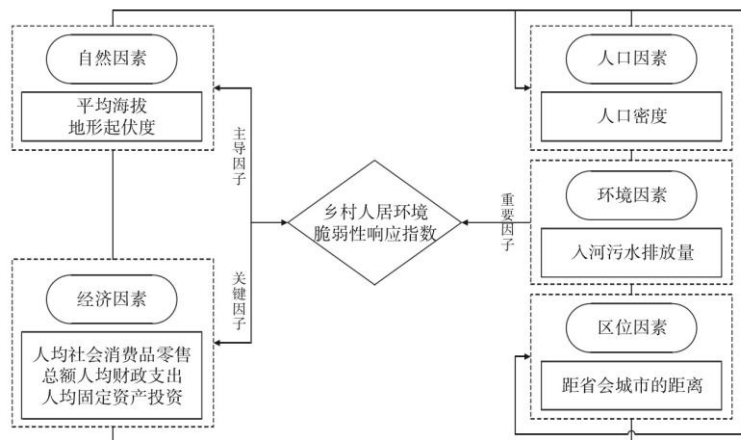 自然因素
平均海拔
地形起伏度
人口因素
人口密度
主导因子
乡村人居环境
脆弱性响应指数
重要因子
环境因素
入河污水排放量
关键因子
经济因素
人均社会消费品零售
总额人均财政支出
人均固定资产投资
区位因素
距省会城市的距离